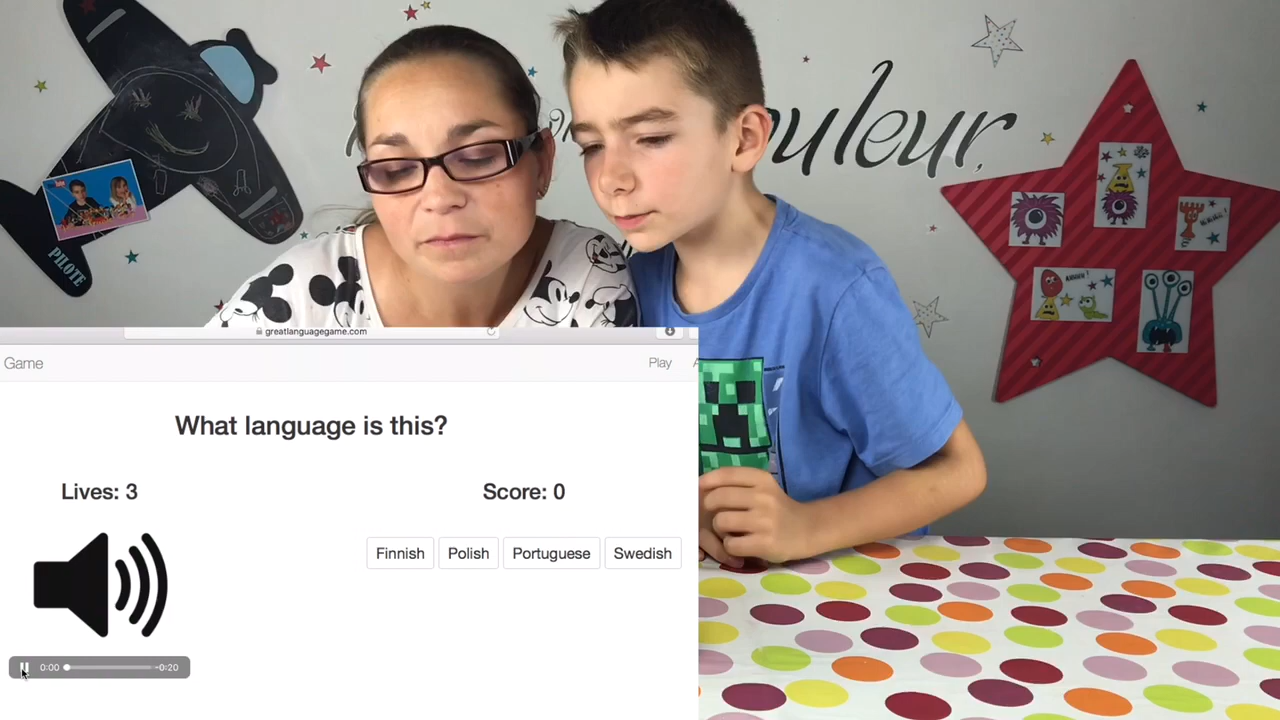 ouleur,
PILOTE
greatlanguagegame.com
Game
Play
What language is this?
Lives: 3
Score: 0
Finnish
Polish
Portuguese
Swedish
0:00
-0:20